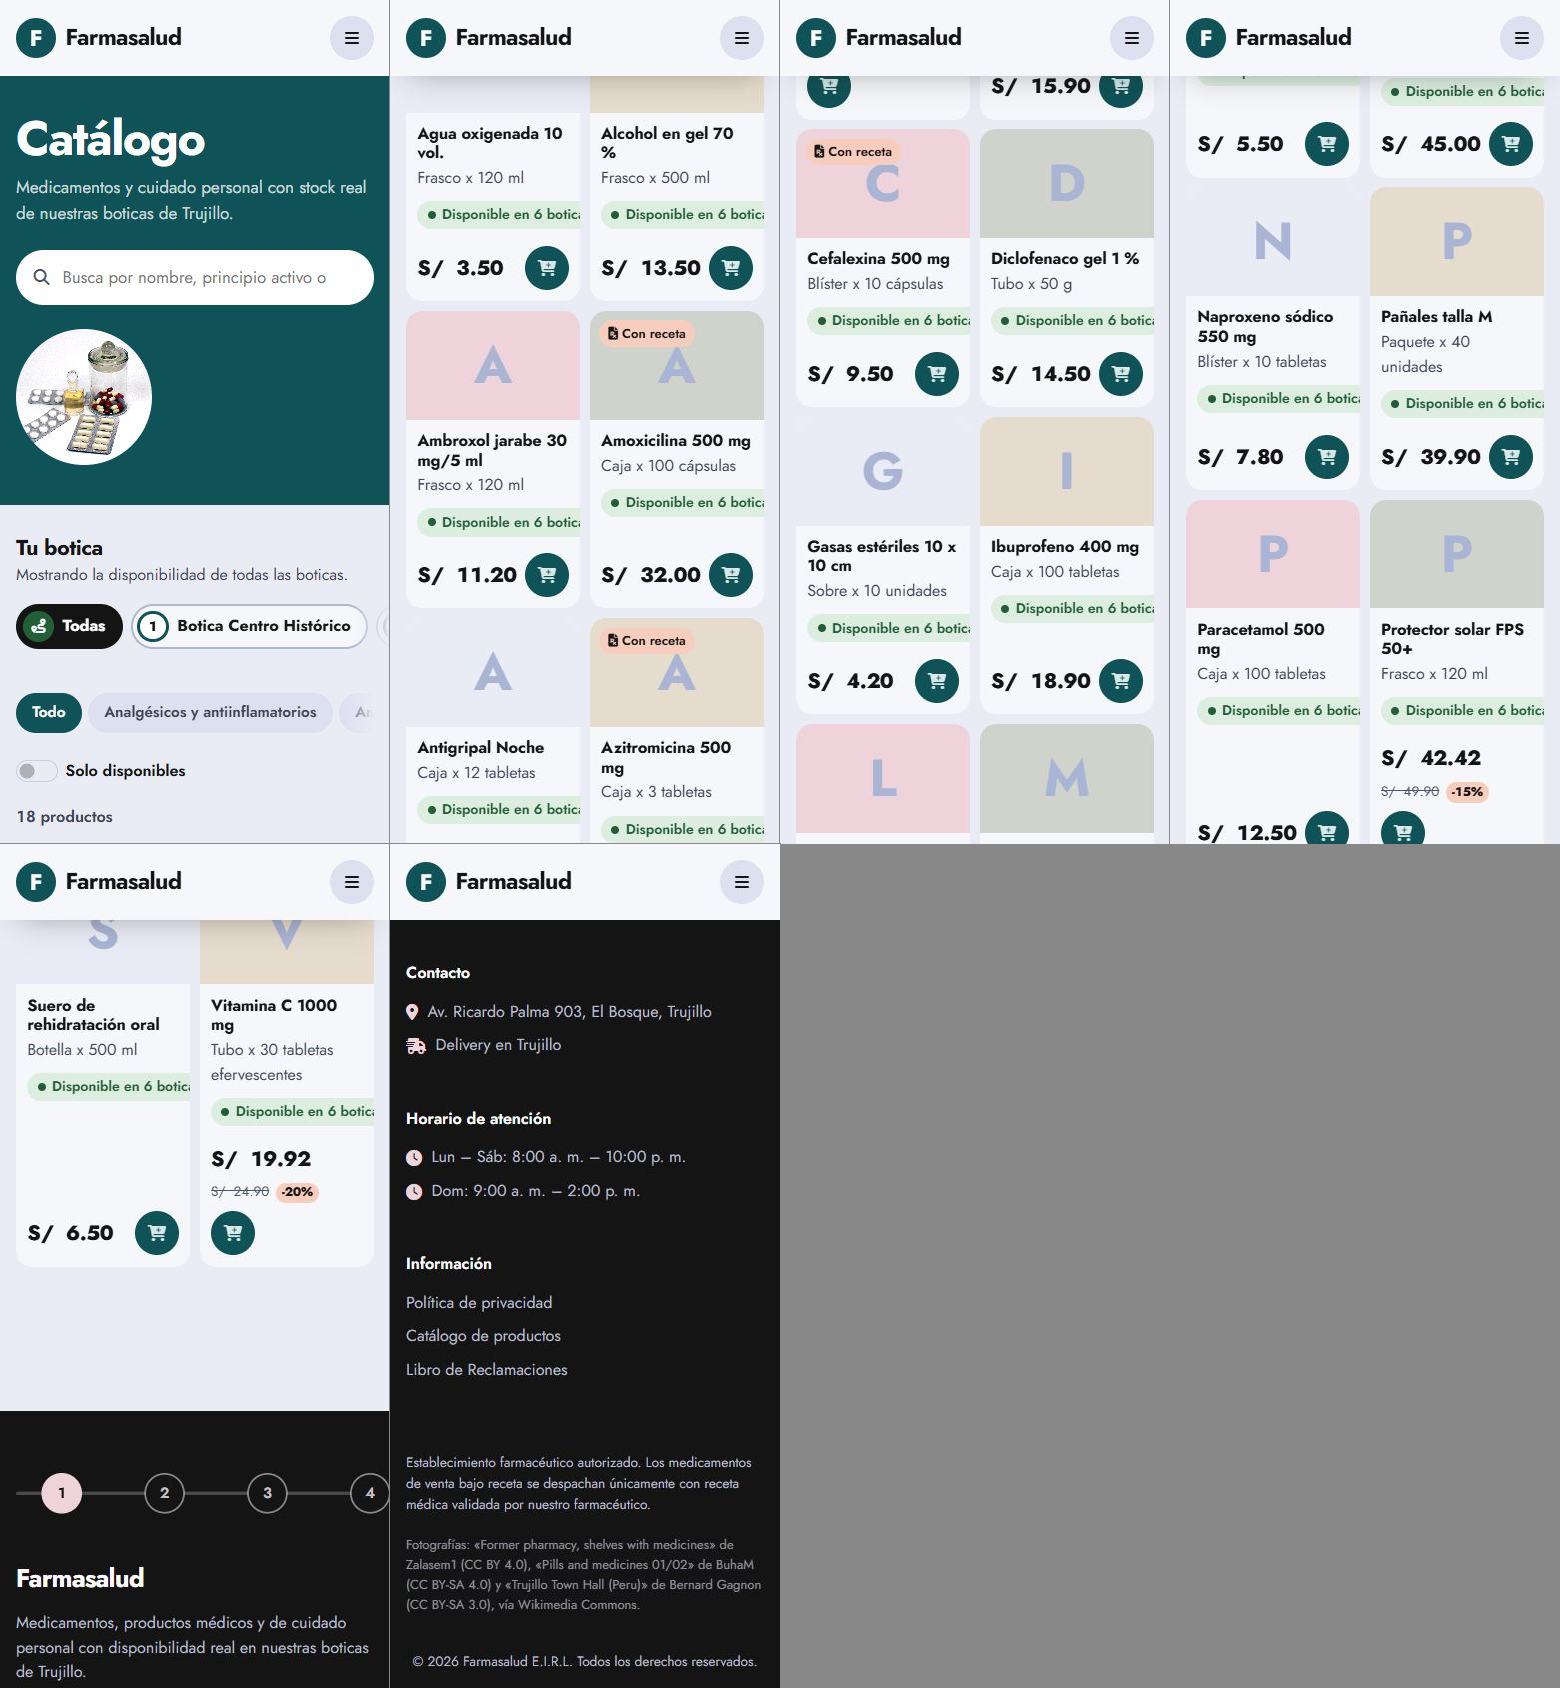 F Farmasalud
Catálogo
Medicamentos y cuidado personal con stock real
de nuestras boticas de Trujillo.
Busca por nombre, principio activo o
Tu botica
Mostrando la disponibilidad de todas las boticas.
Todas
1 Botica Centro Histórico
Todo
Analgésicos y antiinflamatorios
An
Solo disponibles
18 productos
F Farmasalud
Agua oxigenada 10
vol.
Frasco x 120 ml
Disponible en 6 botica
S/ 3.50
Alcohol en gel 70
%
Frasco x 500 ml
Disponible en 6 botica
S/ 13.50
A
Ambroxol jarabe 30
mg/5 ml
Frasco x 120 ml
Disponible en 6 botica
S/ 11.20
Con receta
A
Amoxicilina 500 mg
Caja x 100 cápsulas
Disponible en 6 botica
S/ 32.00
A
Antigripal Noche
Caja x 12 tabletas
Disponible en 6 botica
Con receta
A
Azitromicina 500
mg
Caja x 3 tabletas
Disponible en 6 botica
F Farmasalud
S/ 15.90
Con receta
C
Cefalexina 500 mg
Blíster x 10 cápsulas
Disponible en 6 botica
S/ 9.50
D
Diclofenaco gel 1 %
Tubo x 50 g
Disponible en 6 botica
S/ 14.50
G
Gasas estériles 10 x
10 cm
Sobre x 10 unidades
Disponible en 6 botica
S/ 4.20
I
Ibuprofeno 400 mg
Caja x 100 tabletas
Disponible en 6 botica
S/ 18.90
L
M
F Farmasalud
S/ 5.50
Disponible en 6 botica
S/ 45.00
N
Naproxeno sódico
550 mg
Blíster x 10 tabletas
Disponible en 6 botica
S/ 7.80
P
Pañales talla M
Paquete x 40
unidades
Disponible en 6 botica
S/ 39.90
P
Paracetamol 500
mg
Caja x 100 tabletas
Disponible en 6 botica
S/ 12.50
P
Protector solar FPS
50+
Frasco x 120 ml
Disponible en 6 botica
S/ 42.42
S/ 49.90 -15%
F Farmasalud
S
Suero de
rehidratación oral
Botella x 500 ml
Disponible en 6 botica
S/ 6.50
V
Vitamina C 1000
mg
Tubo x 30 tabletas
efervescentes
Disponible en 6 botica
S/ 19.92
S/ 24.90 -20%
1 2 3 4
Farmasalud
Medicamentos, productos médicos y de cuidado
personal con disponibilidad real en nuestras boticas
de Trujillo.
F Farmasalud
Contacto
Av. Ricardo Palma 903, El Bosque, Trujillo
Delivery en Trujillo
Horario de atención
Lun – Sáb: 8:00 a. m. – 10:00 p. m.
Dom: 9:00 a. m. – 2:00 p. m.
Información
Política de privacidad
Catálogo de productos
Libro de Reclamaciones
Establecimiento farmacéutico autorizado. Los medicamentos
de venta bajo receta se despachan únicamente con receta
médica validada por nuestro farmacéutico.
Fotografías: «Former pharmacy, shelves with medicines» de
Zalasem1 (CC BY 4.0), «Pills and medicines 01/02» de BuhaM
(CC BY-SA 4.0) y «Trujillo Town Hall (Peru)» de Bernard Gagnon
(CC BY-SA 3.0), vía Wikimedia Commons.
© 2026 Farmasalud E.I.R.L. Todos los derechos reservados.